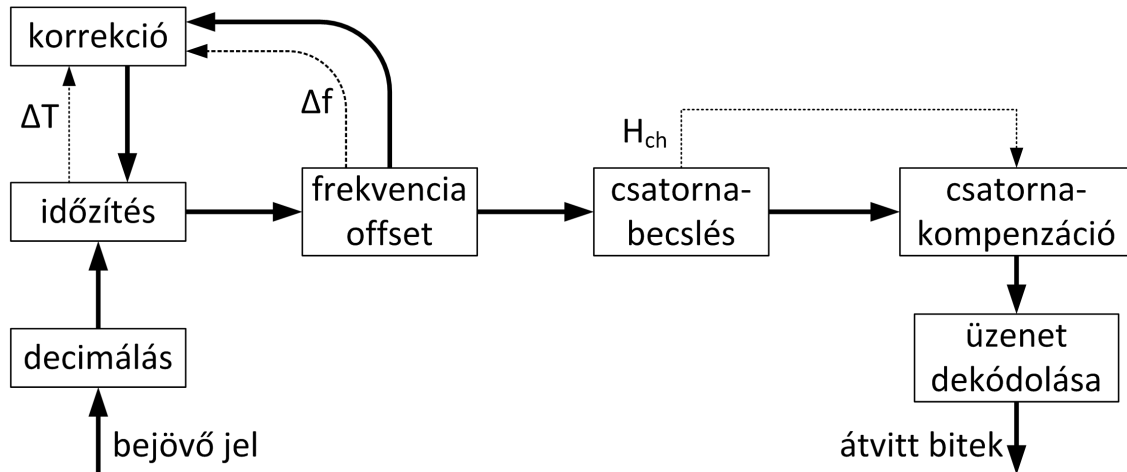 korrekció
ΔT
Δf
időzítés
frekvencia
offset
H_ch
csatorna-
becslés
csatorna-
kompenzáció
decimálás
üzenet
dekódolása
bejövő jel
átvitt bitek